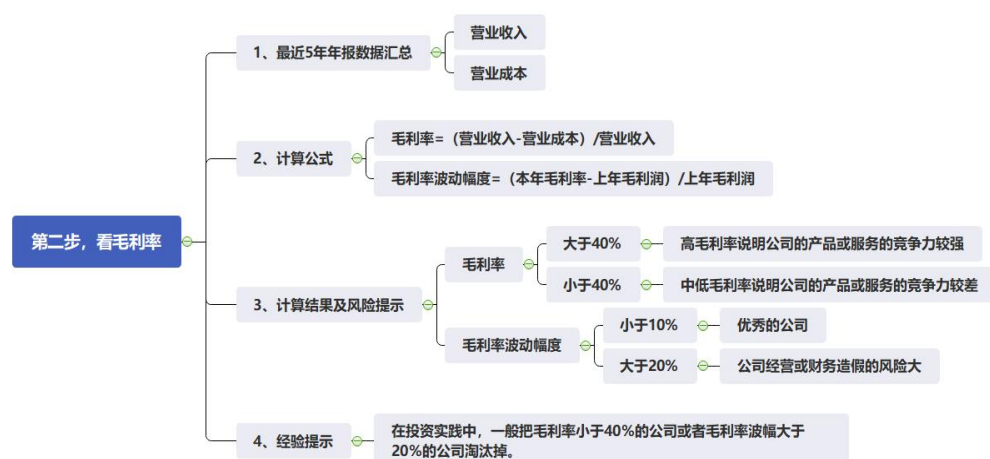 第二步，看毛利率
1、最近5年年报数据汇总
营业收入
营业成本
2、计算公式
毛利率=（营业收入-营业成本）/营业收入
毛利率波动幅度=（本年毛利率-上年毛利润）/上年毛利润
3、计算结果及风险提示
毛利率
大于40%
高毛利率说明公司的产品或服务的竞争力较强
小于40%
中低毛利率说明公司的产品或服务的竞争力较差
毛利率波动幅度
小于10%
优秀的公司
大于20%
公司经营或财务造假的风险大
4、经验提示
在投资实践中，一般把毛利率小于40%的公司或者毛利率波幅大于
20%的公司淘汰掉。